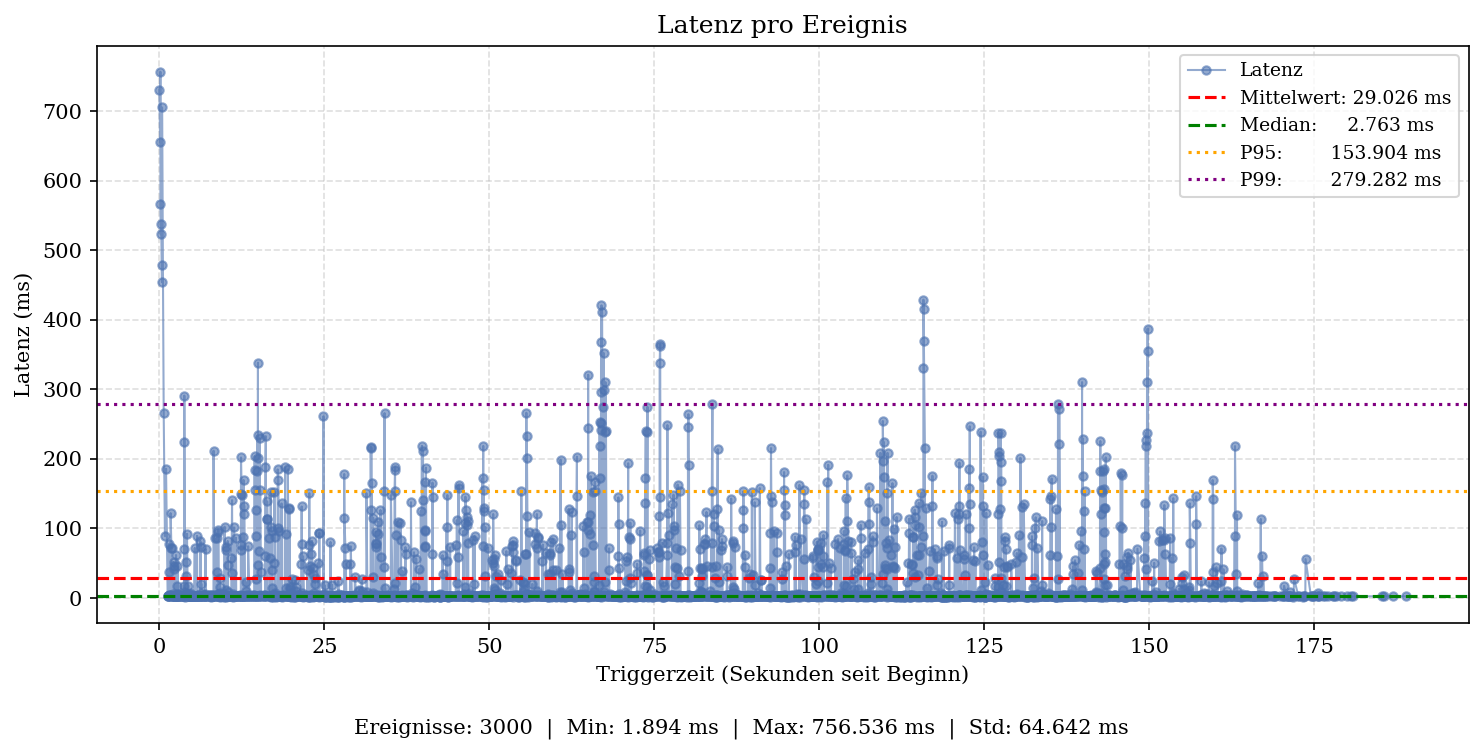 Latenz pro Ereignis
Latenz (ms)
700
600
500
400
300
200
100
0
Latenz
Mittelwert: 29.026 ms
Median: 2.763 ms
P95: 153.904 ms
P99: 279.282 ms
0 25 50 75 100 125 150 175
Triggerzeit (Sekunden seit Beginn)
Ereignisse: 3000 | Min: 1.894 ms | Max: 756.536 ms | Std: 64.642 ms